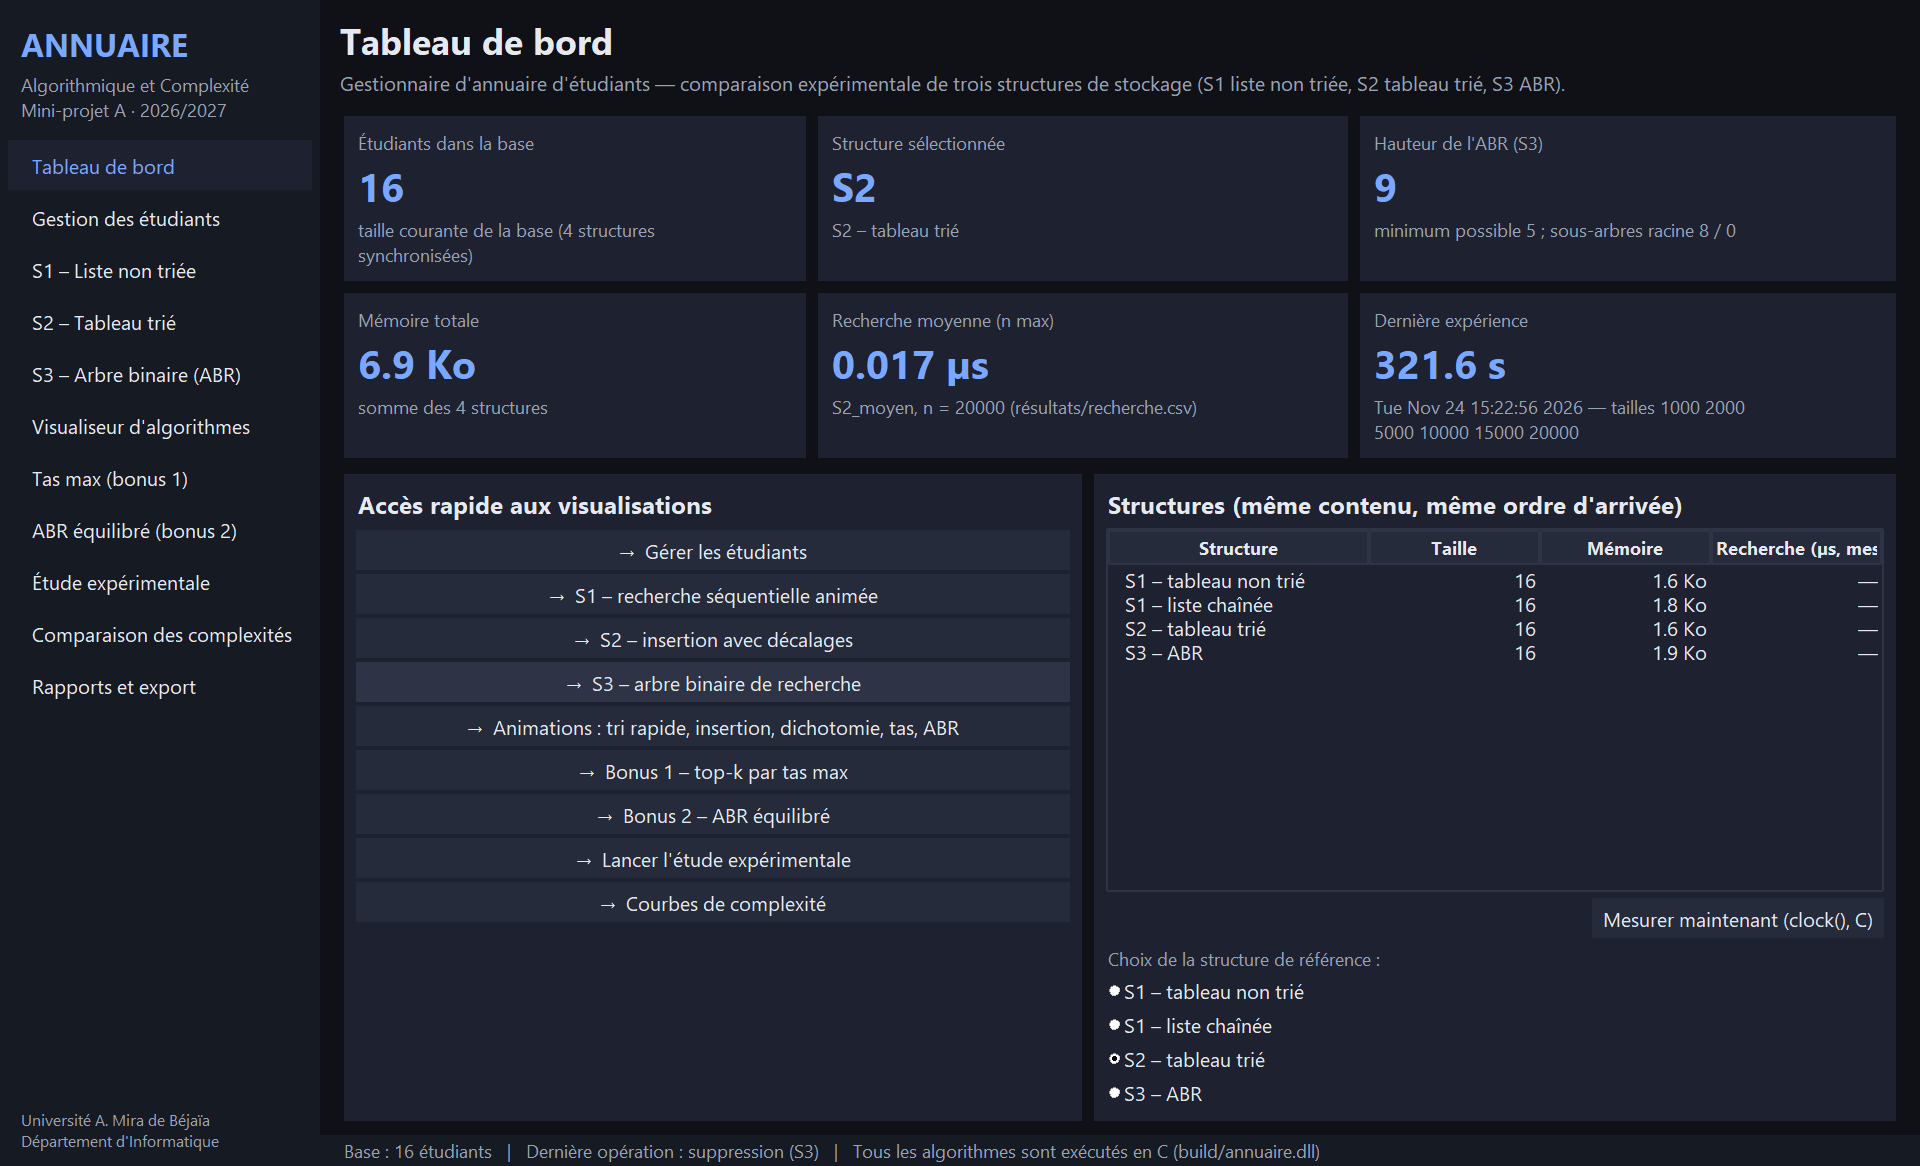 ANNUAIRE
Algorithmique et Complexité
Mini-projet A · 2026/2027
Tableau de bord
Gestion des étudiants
S1 – Liste non triée
S2 – Tableau trié
S3 – Arbre binaire (ABR)
Visualiseur d'algorithmes
Tas max (bonus 1)
ABR équilibré (bonus 2)
Étude expérimentale
Comparaison des complexités
Rapports et export
Université A. Mira de Béjaïa
Département d'Informatique
Tableau de bord
Gestionnaire d'annuaire d'étudiants — comparaison expérimentale de trois structures de stockage (S1 liste non triée, S2 tableau trié, S3 ABR).
Étudiants dans la base
16
taille courante de la base (4 structures
synchronisées)
Structure sélectionnée
S2
S2 – tableau trié
Hauteur de l'ABR (S3)
9
minimum possible 5 ; sous-arbres racine 8 / 0
Mémoire totale
6.9 Ko
somme des 4 structures
Recherche moyenne (n max)
0.017 µs
S2_moyen, n = 20000 (résultats/recherche.csv)
Dernière expérience
321.6 s
Tue Nov 24 15:22:56 2026 — tailles 1000 2000
5000 10000 15000 20000
Accès rapide aux visualisations
→ Gérer les étudiants
→ S1 – recherche séquentielle animée
→ S2 – insertion avec décalages
→ S3 – arbre binaire de recherche
→ Animations : tri rapide, insertion, dichotomie, tas, ABR
→ Bonus 1 – top-k par tas max
→ Bonus 2 – ABR équilibré
→ Lancer l'étude expérimentale
→ Courbes de complexité
Structures (même contenu, même ordre d'arrivée)
Structure Taille Mémoire Recherche (µs, mes
S1 – tableau non trié 16 1.6 Ko —
S1 – liste chaînée 16 1.8 Ko —
S2 – tableau trié 16 1.6 Ko —
S3 – ABR 16 1.9 Ko —
Mesurer maintenant (clock(), C)
Choix de la structure de référence :
S1 – tableau non trié
S1 – liste chaînée
S2 – tableau trié
S3 – ABR
Base : 16 étudiants | Dernière opération : suppression (S3) | Tous les algorithmes sont exécutés en C (build/annuaire.dll)